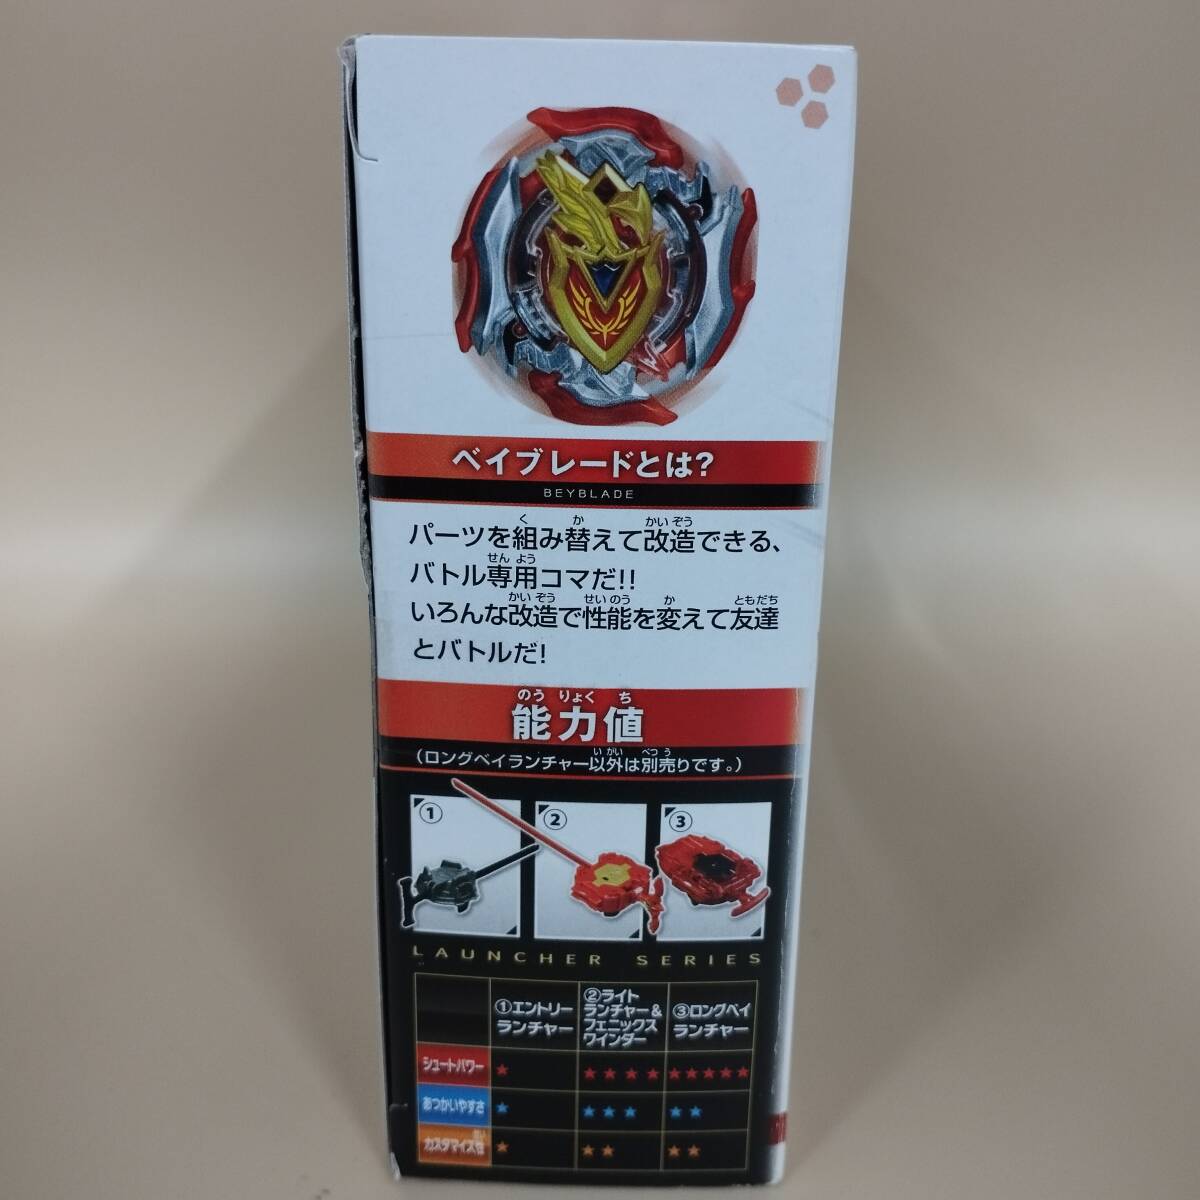 ベイブレードとは?
BEYBLADE
パーツを組み替えて改造できる、
バトル専用コマだ!!
いろんな改造で性能を変えて友達
とバトルだ!
能力値
(ロングベイランチャー以外は別売りです。)
① ② ③
LAUNCHER SERIES
①エントリーランチャー
②ライトランチャー&フェニックスワインダー
③ロングベイランチャー
シュートパワー ★ ★★★★ ★★★★★
あつかいやすさ ★ ★★★ ★★
カスタマイズ性 ★ ★★ ★★